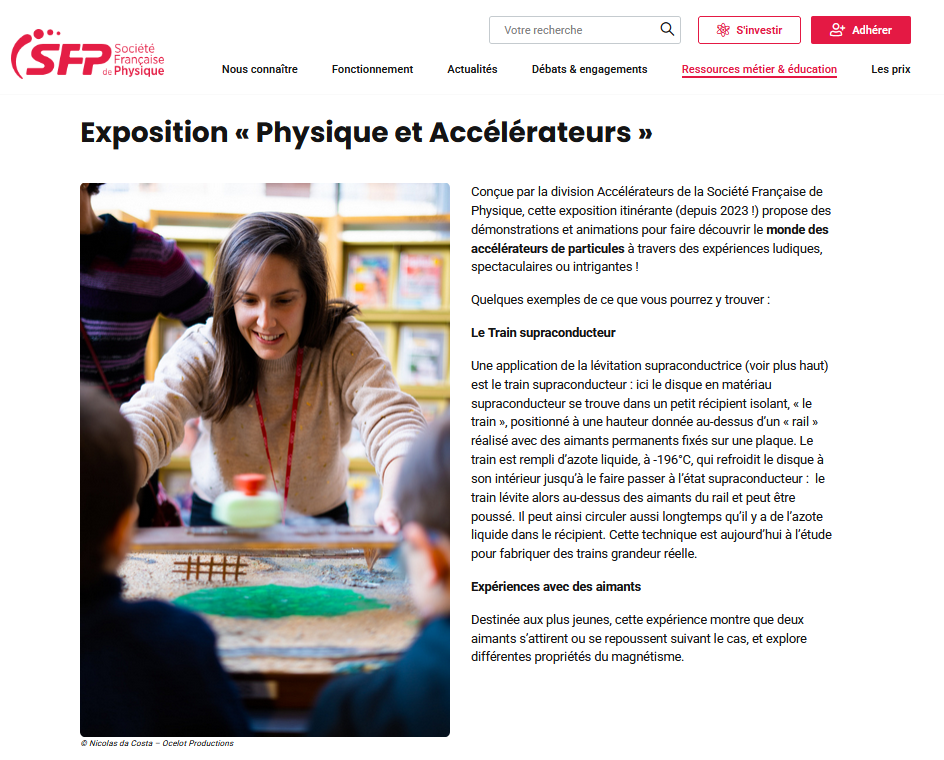 Votre recherche
S'investir
Adhérer
SFP
Société
Française
de Physique
Nous connaître
Fonctionnement
Actualités
Débats & engagements
Ressources métier & éducation
Les prix
Exposition « Physique et Accélérateurs »
Conçue par la division Accélérateurs de la Société Française de
Physique, cette exposition itinérante (depuis 2023 !) propose des
démonstrations et animations pour faire découvrir le monde des
accélérateurs de particules à travers des expériences ludiques,
spectaculaires ou intrigantes !
Quelques exemples de ce que vous pourrez y trouver :
Le Train supraconducteur
Une application de la lévitation supraconductrice (voir plus haut)
est le train supraconducteur : ici le disque en matériau
supraconducteur se trouve dans un petit récipient isolant, « le
train », positionné à une hauteur donnée au-dessus d'un « rail »
réalisé avec des aimants permanents fixés sur une plaque. Le
train est rempli d'azote liquide, à -196°C, qui refroidit le disque à
son intérieur jusqu'à le faire passer à l'état supraconducteur : le
train lévite alors au-dessus des aimants du rail et peut être
poussé. Il peut ainsi circuler aussi longtemps qu'il y a de l'azote
liquide dans le récipient. Cette technique est aujourd'hui à l'étude
pour fabriquer des trains grandeur réelle.
Expériences avec des aimants
Destinée aux plus jeunes, cette expérience montre que deux
aimants s'attirent ou se repoussent suivant le cas, et explore
différentes propriétés du magnétisme.
© Nicolas da Costa – Ocelot Productions